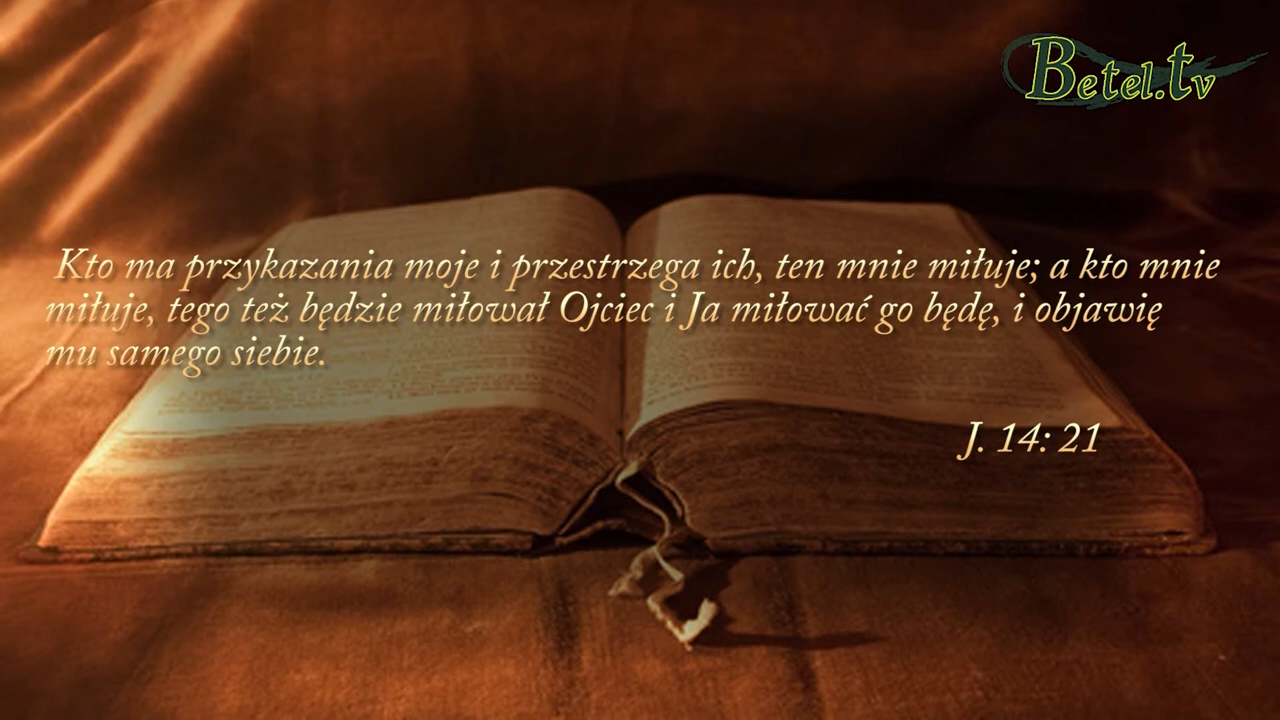 Betel.tv
Kto ma przykazania moje i przestrzega ich, ten mnie miłuje; a kto mnie
miłuje, tego też będzie miłował Ojciec i Ja miłować go będę, i objawię
mu samego siebie.
J. 14: 21